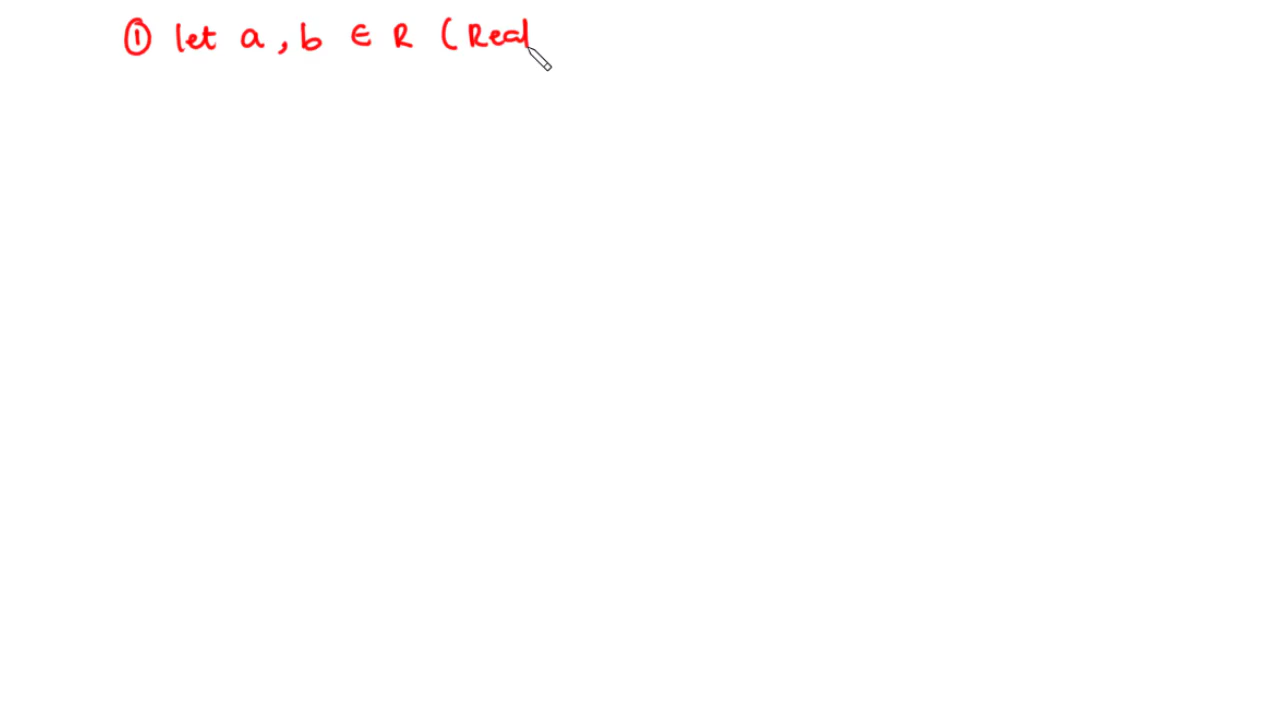 ① let a, b ∈ R (Real